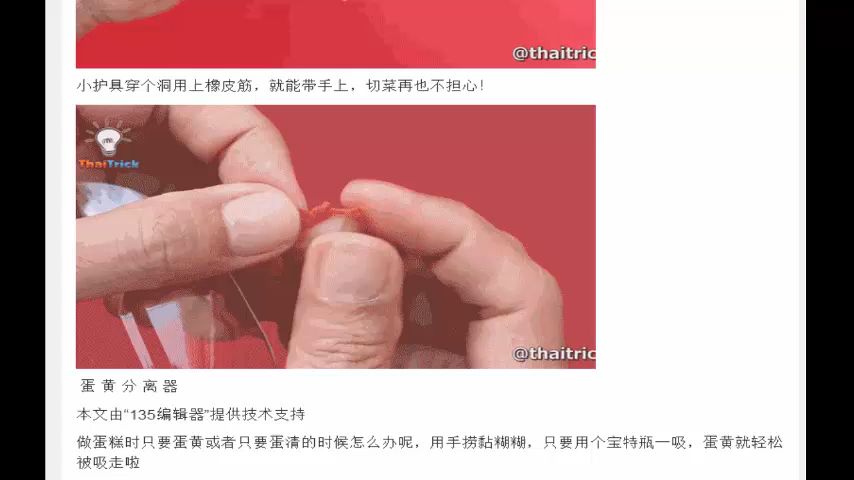 @thaitric
小护具穿个洞用上橡皮筋，就能带手上，切菜再也不担心！
ThaiTrick
@thaitric
蛋黄分离器
本文由“135编辑器”提供技术支持
做蛋糕时只要蛋黄或者只要蛋清的时候怎么办呢，用手捞黏糊糊，只要用个宝特瓶一吸，蛋黄就轻松
被吸走啦